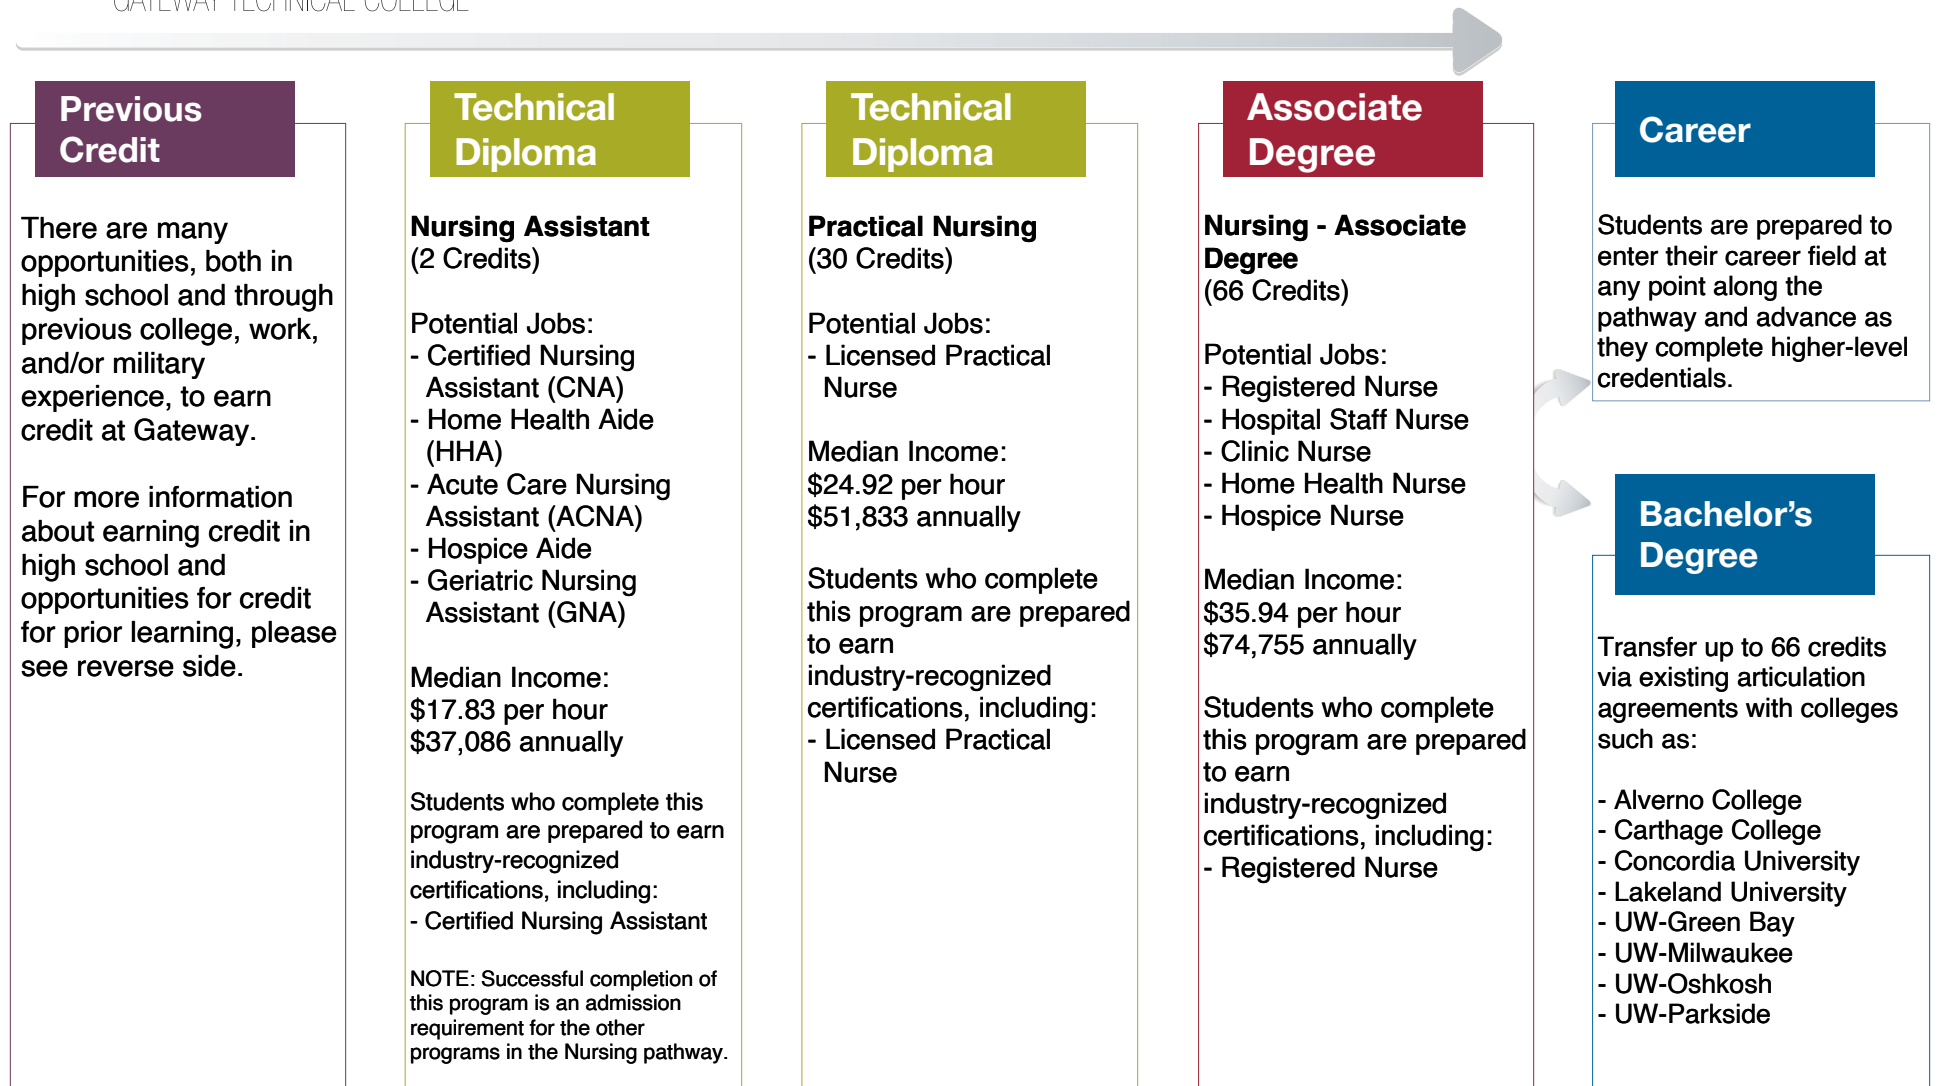 GATEWAY TECHNICAL COLLEGE
Previous
Credit
There are many
opportunities, both in
high school and through
previous college, work,
and/or military
experience, to earn
credit at Gateway.
For more information
about earning credit in
high school and
opportunities for credit
for prior learning, please
see reverse side.
Technical
Diploma
Nursing Assistant
(2 Credits)
Potential Jobs:
- Certified Nursing
Assistant (CNA)
- Home Health Aide
(HHA)
- Acute Care Nursing
Assistant (ACNA)
- Hospice Aide
- Geriatric Nursing
Assistant (GNA)
Median Income:
$17.83 per hour
$37,086 annually
Students who complete this
program are prepared to earn
industry-recognized
certifications, including:
- Certified Nursing Assistant
NOTE: Successful completion of
this program is an admission
requirement for the other
programs in the Nursing pathway.
Technical
Diploma
Practical Nursing
(30 Credits)
Potential Jobs:
- Licensed Practical
Nurse
Median Income:
$24.92 per hour
$51,833 annually
Students who complete
this program are prepared
to earn
industry-recognized
certifications, including:
- Licensed Practical
Nurse
Associate
Degree
Nursing - Associate
Degree
(66 Credits)
Potential Jobs:
- Registered Nurse
- Hospital Staff Nurse
- Clinic Nurse
- Home Health Nurse
- Hospice Nurse
Median Income:
$35.94 per hour
$74,755 annually
Students who complete
this program are prepared
to earn
industry-recognized
certifications, including:
- Registered Nurse
Career
Students are prepared to
enter their career field at
any point along the
pathway and advance as
they complete higher-level
credentials.
Bachelor’s
Degree
Transfer up to 66 credits
via existing articulation
agreements with colleges
such as:
- Alverno College
- Carthage College
- Concordia University
- Lakeland University
- UW-Green Bay
- UW-Milwaukee
- UW-Oshkosh
- UW-Parkside